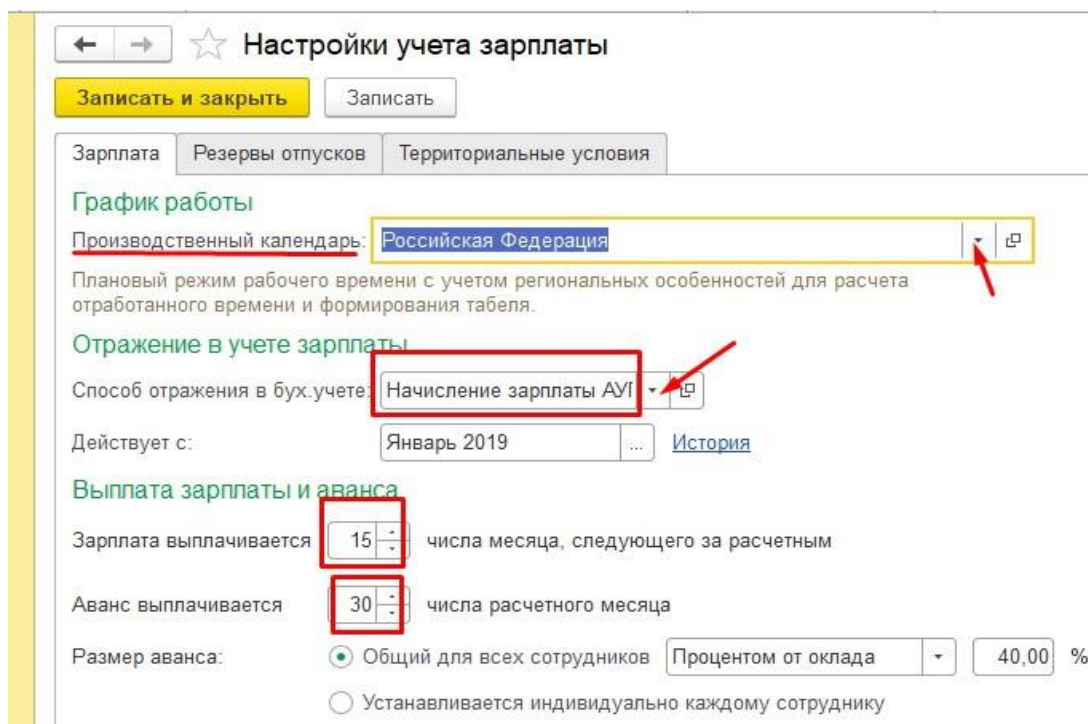 Настройки учета зарплаты
Записать и закрыть Записать
Зарплата Резервы отпусков Территориальные условия
График работы
Производственный календарь: Российская Федерация
Плановый режим рабочего времени с учетом региональных особенностей для расчета
отработанного времени и формирования табеля.
Отражение в учете зарплаты
Способ отражения в бух.учете: Начисление зарплаты АУП
Действует с: Январь 2019 ... История
Выплата зарплаты и аванса
Зарплата выплачивается 15 числа месяца, следующего за расчетным
Аванс выплачивается 30 числа расчетного месяца
Размер аванса: Общий для всех сотрудников Процентом от оклада 40,00 %
Устанавливается индивидуально каждому сотруднику